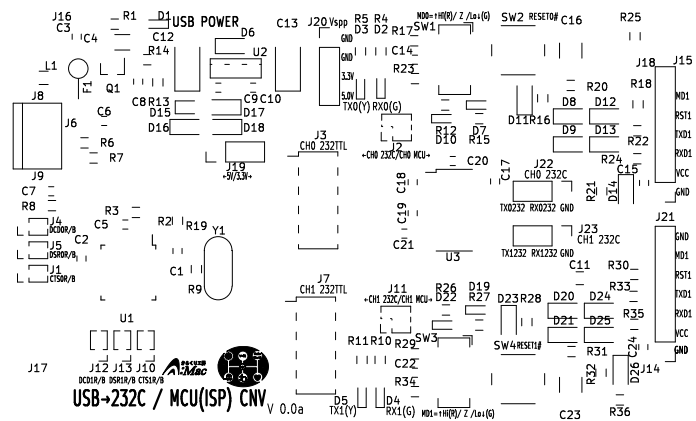 J16
C3
C4
R1
D1
USB POWER
C12
R14
D6
U2
C13
J20
Vspp
GND
GND
3.3V
5.0V
R5
R4
D3
D2
R17
C14
R23
TX0(Y)
RX0(G)
MD0=↑Hi(R)/ Z /Lo↓(G)
SW1
SW2
RESET0#
C16
R25
L1
F1
Q1
J8
J6
J9
C6
R6
R7
C8
R13
D15
D16
C9
C10
D17
D18
J19
←5V/3.3V→
J3
CH0 232TTL
J2
←CH0 232C/CH0 MCU→
R12
D10
D7
R15
D11
R16
R20
D8
D12
D9
D13
R24
R18
R22
J18
J15
GND
MD1
RST1
TXD1
RXD1
VCC
GND
C20
C18
C19
C21
U3
C17
J22
CH0 232C
TX0232 RX0232 GND
J23
CH1 232C
TX1232 RX1232 GND
R21
D14
C15
C7
R8
J4
DCD0R/B
J5
DSR0R/B
J1
CTS0R/B
C2
C5
R3
R2
R19
Y1
C1
R9
U1
J7
CH1 232TTL
J11
←CH1 232C/CH1 MCU→
R26
D22
D19
R27
D23
R28
C11
R30
R33
D20
D24
D21
D25
R35
R31
C24
J21
GND
MD1
RST1
TXD1
RXD1
VCC
GND
J14
R11
R10
R29
C22
R34
SW3
SW4
RESET1#
R32
D26
C23
R36
J17
J12
J13
J10
DCD1R/B
DSR1R/B
CTS1R/B
Mac
USB→232C / MCU(ISP) CNV
V 0.0a
D5
D4
TX1(Y)
RX1(G)
MD1=↑Hi(R)/ Z /Lo↓(G)